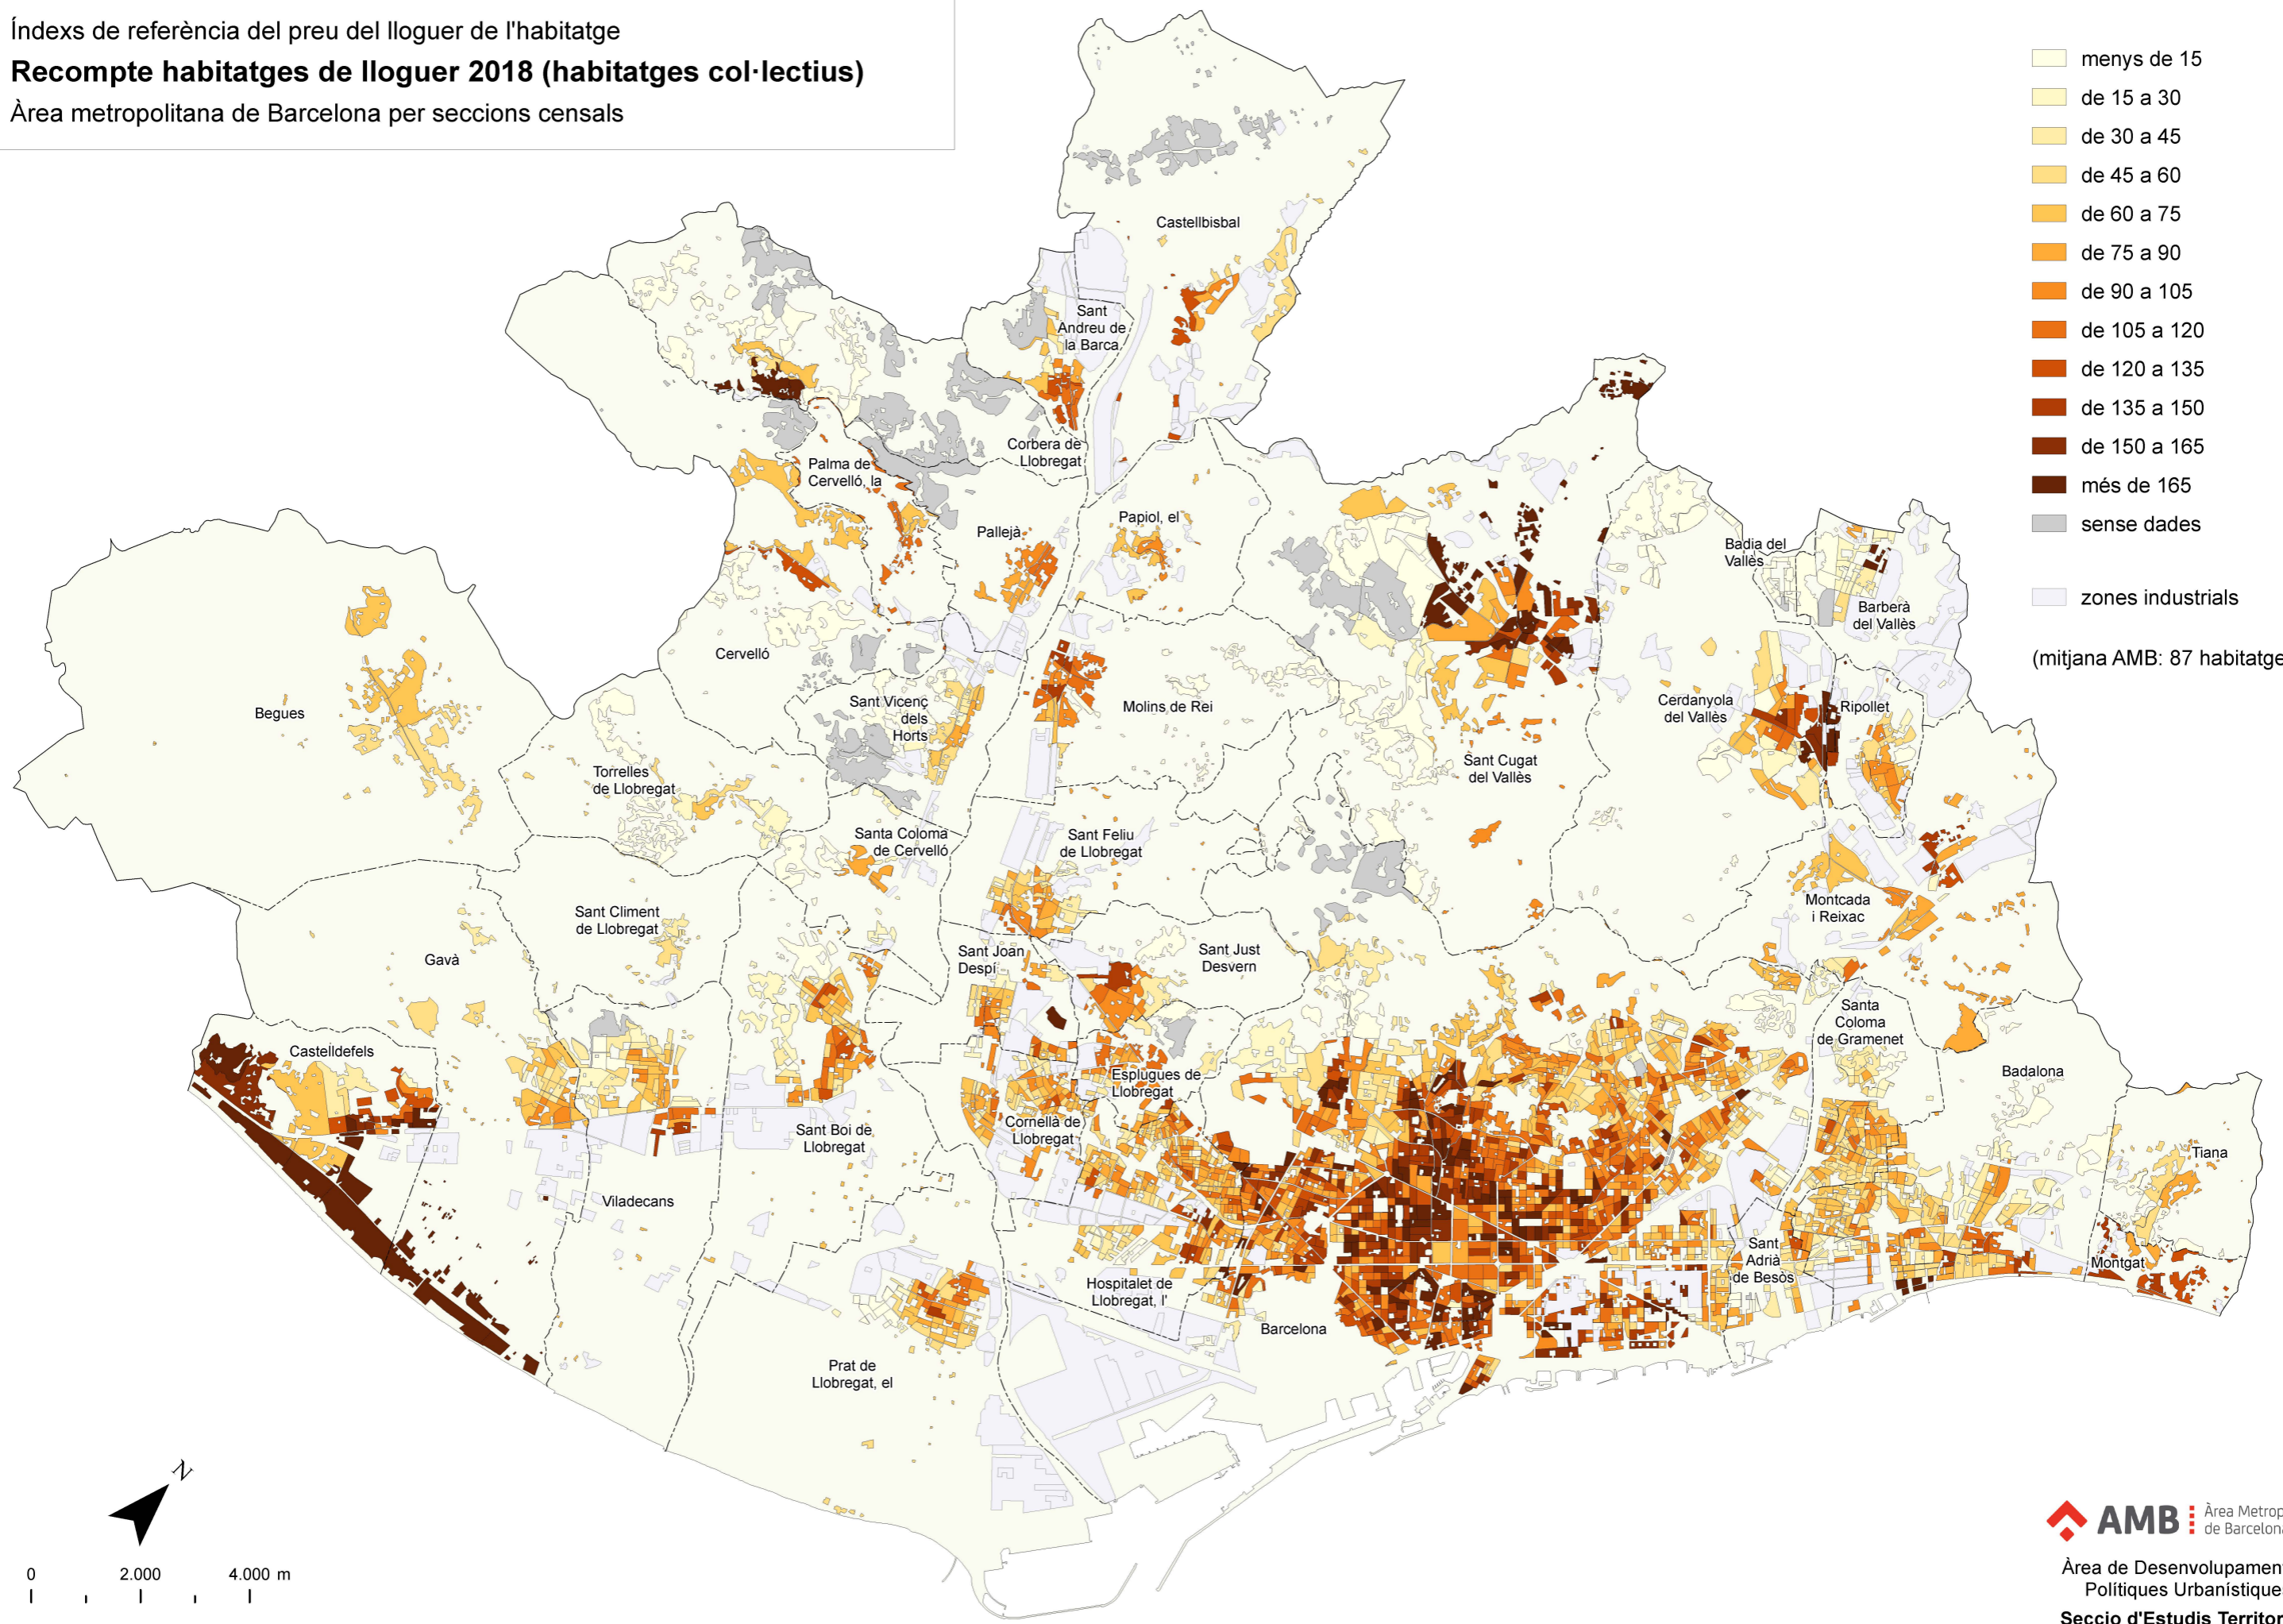 Índexs de referència del preu del lloguer de l'habitatge
Recompte habitatges de lloguer 2018 (habitatges col·lectius)
Àrea metropolitana de Barcelona per seccions censals
menys de 15
de 15 a 30
de 30 a 45
de 45 a 60
de 60 a 75
de 75 a 90
de 90 a 105
de 105 a 120
de 120 a 135
de 135 a 150
de 150 a 165
més de 165
sense dades
zones industrials
(mitjana AMB: 87 habitatge
Castellbisbal
Sant
Andreu de
la Barca
Corbera de
Llobregat
Palma de
Cervelló, la
Pallejà
Papiol, el
Badia del
Vallès
Barberà
del Vallès
Cervelló
Begues
Sant Vicenç
dels
Horts
Molins de Rei
Cerdanyola
del Vallès
Ripollet
Sant Cugat
del Vallès
Torrelles
de Llobregat
Santa Coloma
de Cervelló
Sant Feliu
de Llobregat
Montcada
i Reixac
Sant Climent
de Llobregat
Gavà
Sant Joan
Despí
Sant Just
Desvern
Santa
Coloma
de Gramenet
Castelldefels
Esplugues de
Llobregat
Badalona
Cornellà de
Llobregat
Sant Boi de
Llobregat
Tiana
Viladecans
Sant
Adrià
de Besòs
Montgat
Hospitalet de
Llobregat, l'
Barcelona
Prat de
Llobregat, el
N
0 2.000 4.000 m
AMB
Àrea Metrop
de Barcelona
Àrea de Desenvolupament
Polítiques Urbanístiques
Seccio d'Estudis Territor